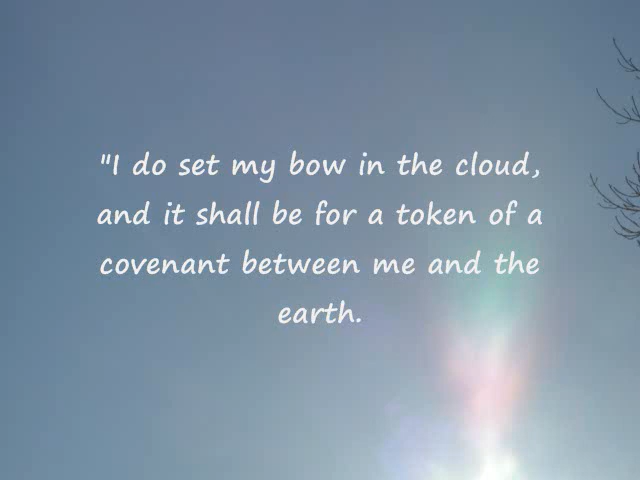 "I do set my bow in the cloud,
and it shall be for a token of a
covenant between me and the
earth.